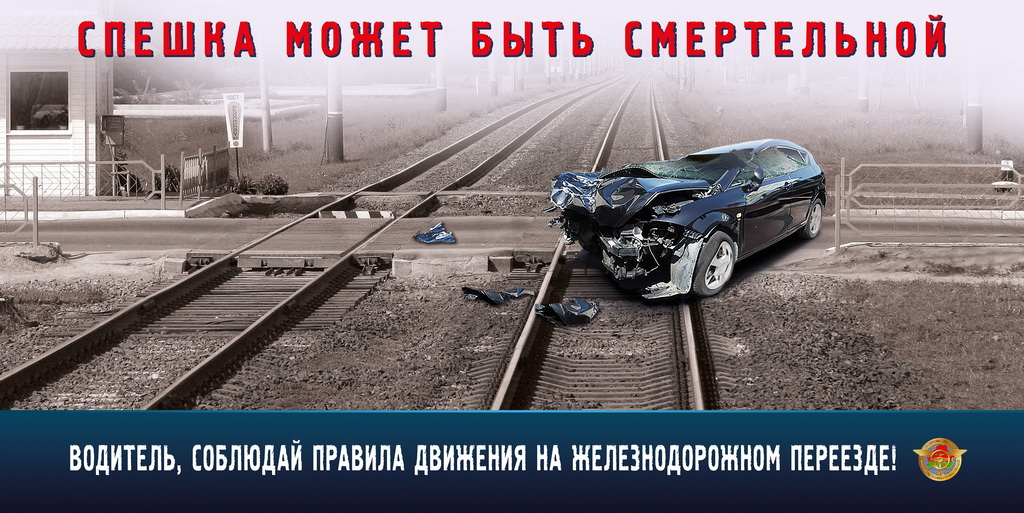 СПЕШКА МОЖЕТ БЫТЬ СМЕРТЕЛЬНОЙ
ВОДИТЕЛЬ, СОБЛЮДАЙ ПРАВИЛА ДВИЖЕНИЯ НА ЖЕЛЕЗНОДОРОЖНОМ ПЕРЕЕЗДЕ!